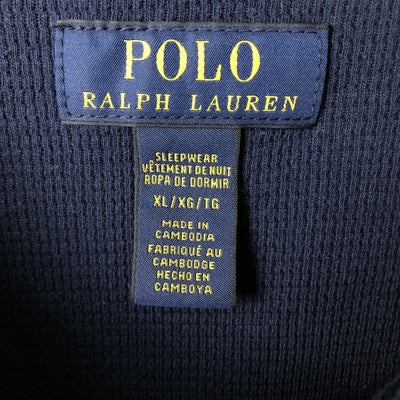 POLO
RALPH LAUREN
SLEEPWEAR
VÊTEMENT DE NUIT
ROPA DE DORMIR
XL/XG/TG
MADE IN
CAMBODIA
FABRIQUÉ AU
CAMBODGE
HECHO EN
CAMBOYA